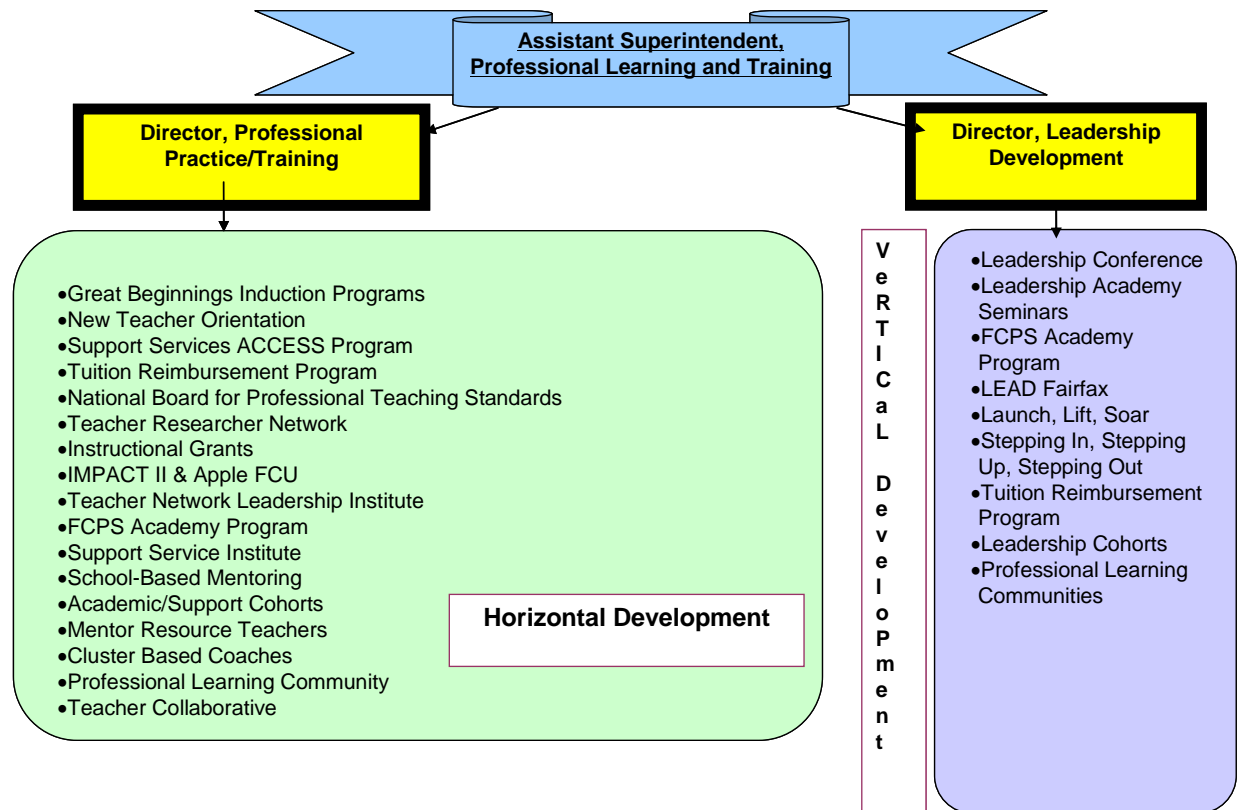 Assistant Superintendent,
Professional Learning and Training
Director, Professional
Practice/Training
Director, Leadership
Development
•Great Beginnings Induction Programs
•New Teacher Orientation
•Support Services ACCESS Program
•Tuition Reimbursement Program
•National Board for Professional Teaching Standards
•Teacher Researcher Network
•Instructional Grants
•IMPACT II & Apple FCU
•Teacher Network Leadership Institute
•FCPS Academy Program
•Support Service Institute
•School-Based Mentoring
•Academic/Support Cohorts
•Mentor Resource Teachers
•Cluster Based Coaches
•Professional Learning Community
•Teacher Collaborative
Horizontal Development
V
e
R
T
I
C
a
L
D
e
v
e
l
o
P
m
e
n
t
•Leadership Conference
•Leadership Academy
Seminars
•FCPS Academy
Program
•LEAD Fairfax
•Launch, Lift, Soar
•Stepping In, Stepping
Up, Stepping Out
•Tuition Reimbursement
Program
•Leadership Cohorts
•Professional Learning
Communities